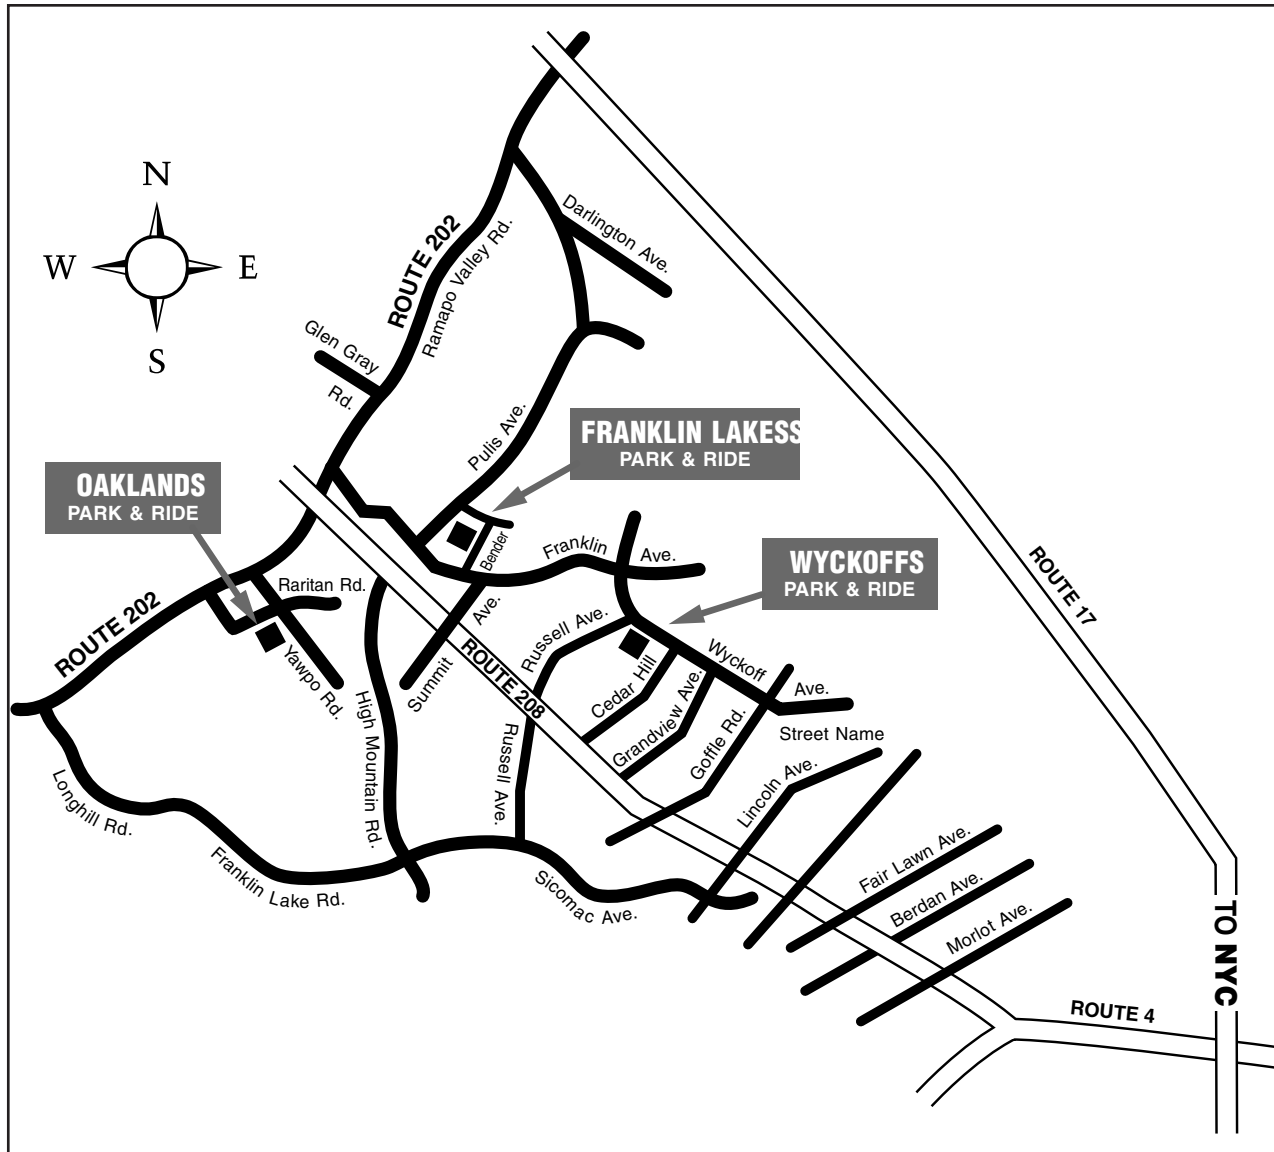 N
W
E
S
ROUTE 202
Ramapo Valley Rd.
Darlington Ave.
Glen Gray
Rd.
Pulis Ave.
FRANKLIN LAKESS
PARK & RIDE
OAKLANDS
PARK & RIDE
Bender
Franklin
Ave.
WYCKOFFS
PARK & RIDE
ROUTE 17
Raritan Rd.
ROUTE 202
Yawpo Rd.
Summit
Ave.
Russell Ave.
ROUTE 208
Wyckoff
Ave.
Cedar Hill
Grandview Ave.
Goffle Rd.
Street Name
High Mountain Rd.
Russell Ave.
Lincoln Ave.
Longhill Rd.
Franklin Lake Rd.
Sicomac Ave.
Fair Lawn Ave.
Berdan Ave.
Morlot Ave.
TO NYC
ROUTE 4